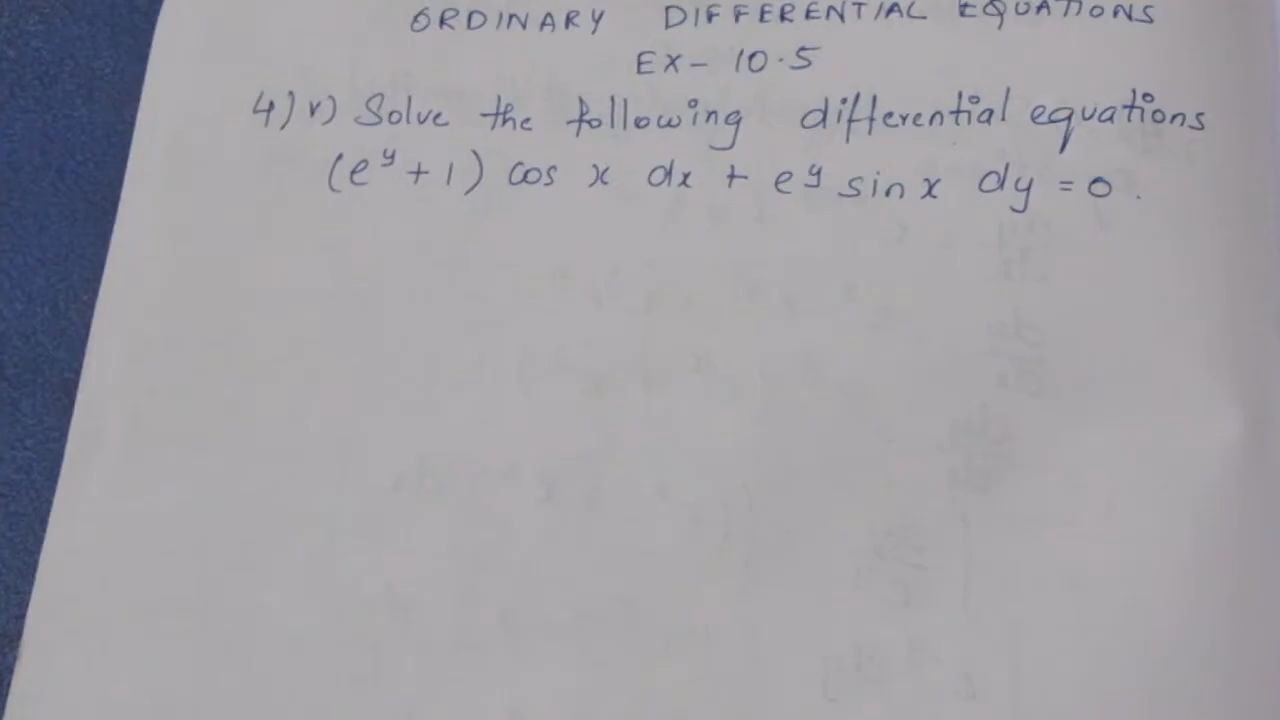 ORDINARY DIFFERENTIAL EQUATIONS
EX- 10.5
4) v) Solve the following differential equations
(e^y + 1) cos x dx + e^y sin x dy = 0.